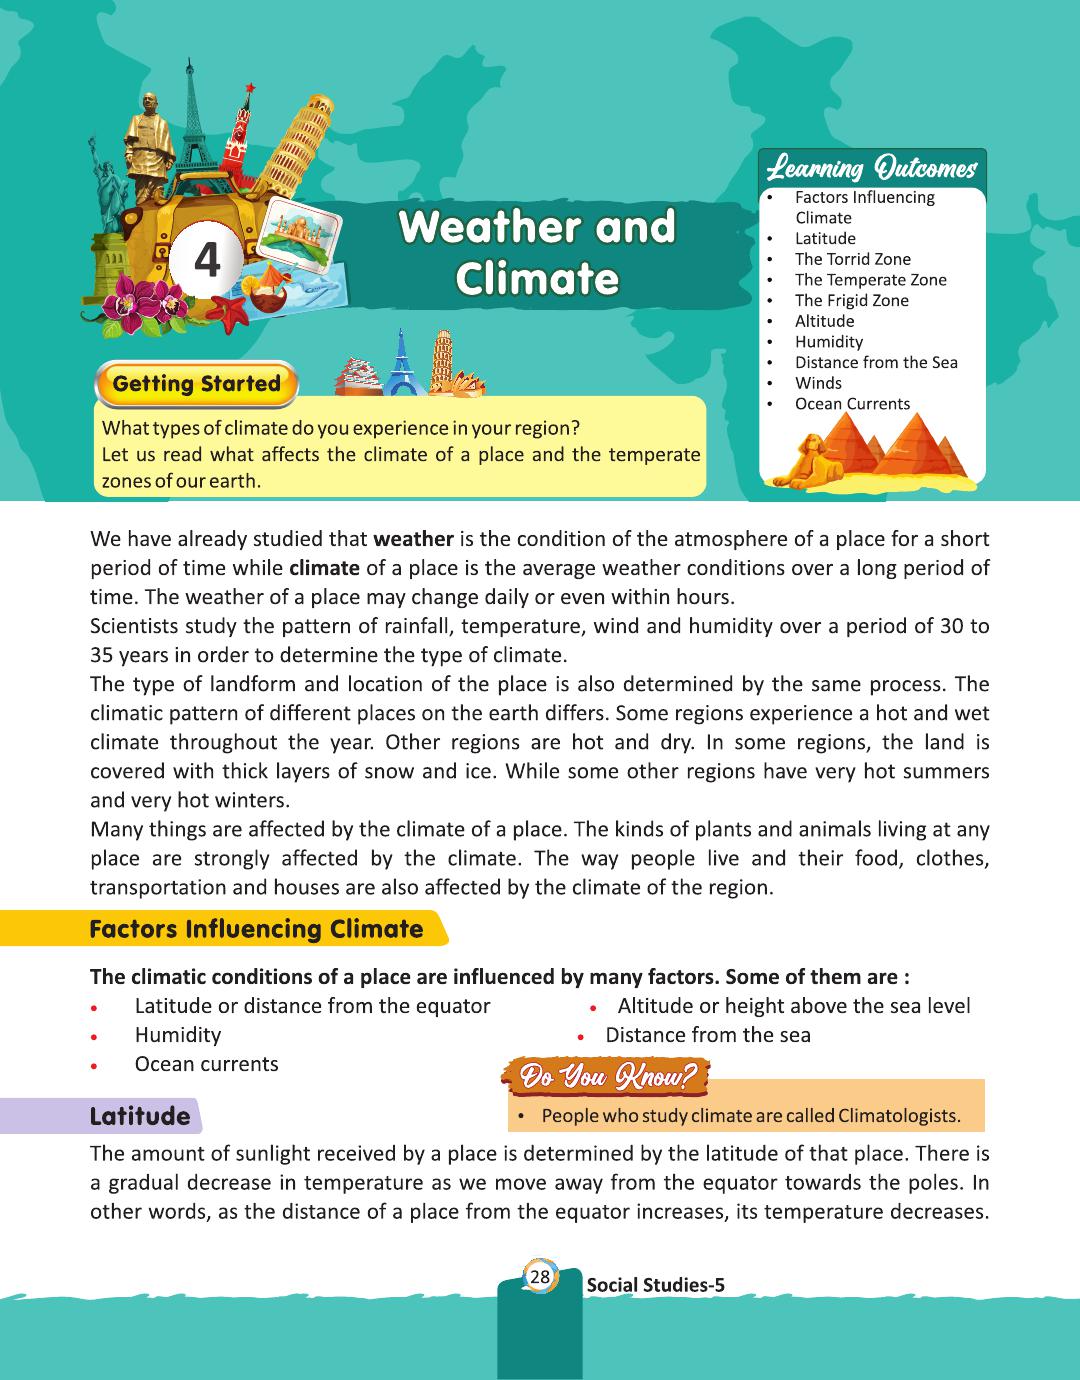 4
Weather and
Climate
Learning Outcomes
• Factors Influencing
Climate
• Latitude
• The Torrid Zone
• The Temperate Zone
• The Frigid Zone
• Altitude
• Humidity
• Distance from the Sea
• Winds
• Ocean Currents
Getting Started
What types of climate do you experience in your region?
Let us read what affects the climate of a place and the temperate
zones of our earth.
We have already studied that weather is the condition of the atmosphere of a place for a short
period of time while climate of a place is the average weather conditions over a long period of
time. The weather of a place may change daily or even within hours.
Scientists study the pattern of rainfall, temperature, wind and humidity over a period of 30 to
35 years in order to determine the type of climate.
The type of landform and location of the place is also determined by the same process. The
climatic pattern of different places on the earth differs. Some regions experience a hot and wet
climate throughout the year. Other regions are hot and dry. In some regions, the land is
covered with thick layers of snow and ice. While some other regions have very hot summers
and very hot winters.
Many things are affected by the climate of a place. The kinds of plants and animals living at any
place are strongly affected by the climate. The way people live and their food, clothes,
transportation and houses are also affected by the climate of the region.
Factors Influencing Climate
The climatic conditions of a place are influenced by many factors. Some of them are :
• Latitude or distance from the equator
• Altitude or height above the sea level
• Humidity
• Distance from the sea
• Ocean currents
Do You Know?
• People who study climate are called Climatologists.
Latitude
The amount of sunlight received by a place is determined by the latitude of that place. There is
a gradual decrease in temperature as we move away from the equator towards the poles. In
other words, as the distance of a place from the equator increases, its temperature decreases.
28
Social Studies-5